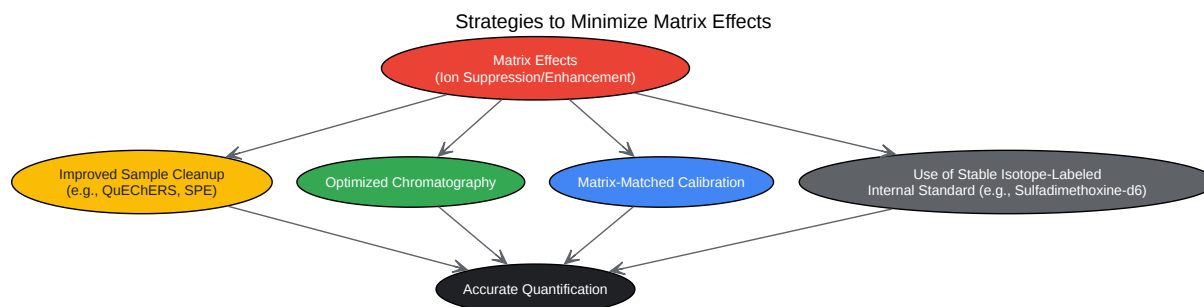 Strategies to Minimize Matrix Effects
Matrix Effects
(Ion Suppression/Enhancement)
Improved Sample Cleanup
(e.g., QuEChERS, SPE)
Optimized Chromatography
Matrix-Matched Calibration
Use of Stable Isotope-Labeled
Internal Standard (e.g., Sulfadimethoxine-d6)
Accurate Quantification